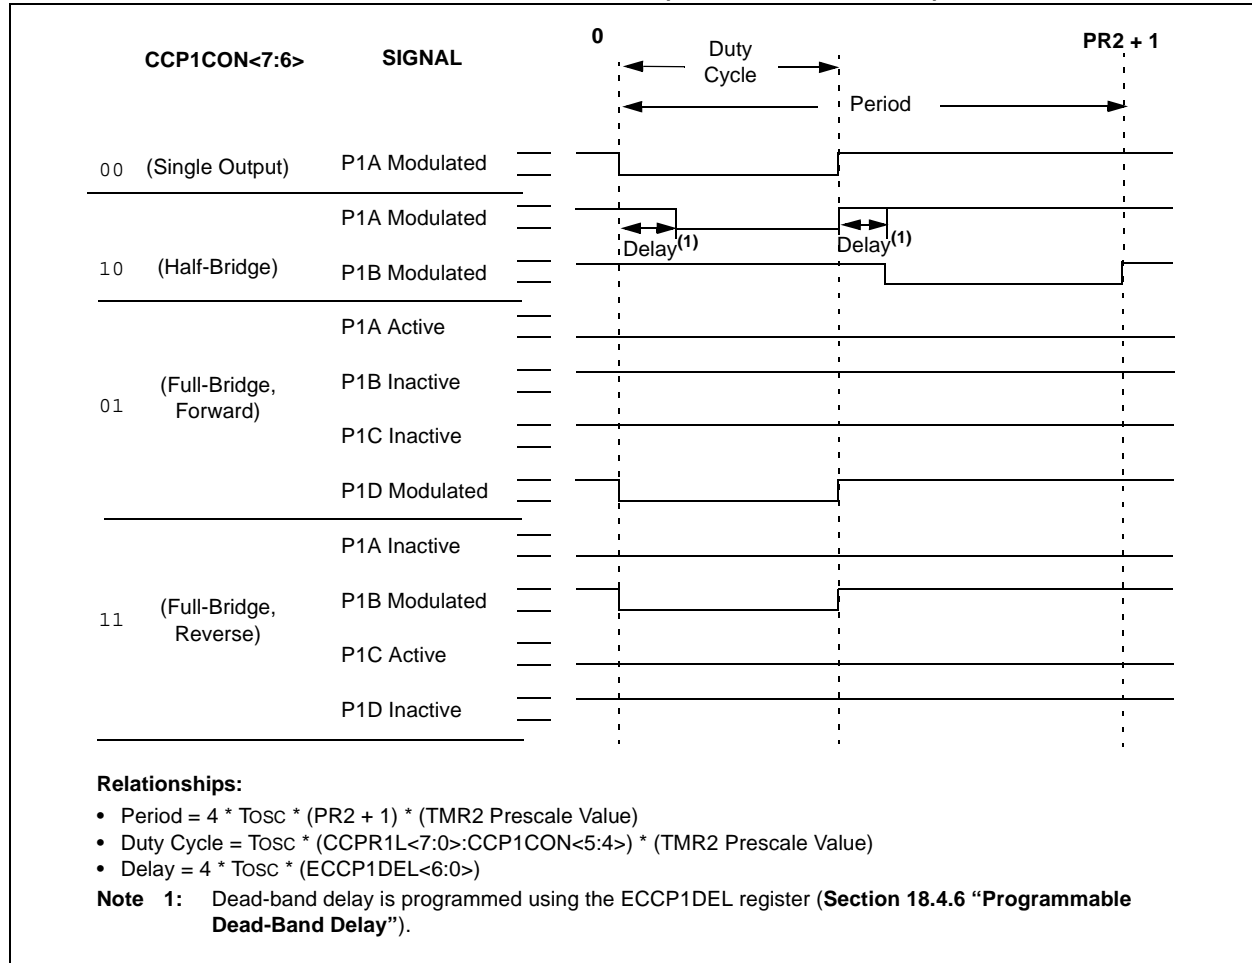 0
PR2 + 1
CCP1CON<7:6>
SIGNAL
Duty
Cycle
Period
00
(Single Output)
P1A Modulated
P1A Modulated
Delay(1)
Delay(1)
10
(Half-Bridge)
P1B Modulated
P1A Active
P1B Inactive
01
(Full-Bridge,
Forward)
P1C Inactive
P1D Modulated
P1A Inactive
P1B Modulated
11
(Full-Bridge,
Reverse)
P1C Active
P1D Inactive
Relationships:
• Period = 4 * TOSC * (PR2 + 1) * (TMR2 Prescale Value)
• Duty Cycle = TOSC * (CCPR1L<7:0>:CCP1CON<5:4>) * (TMR2 Prescale Value)
• Delay = 4 * TOSC * (ECCP1DEL<6:0>)
Note 1: Dead-band delay is programmed using the ECCP1DEL register (Section 18.4.6 “Programmable
Dead-Band Delay”).